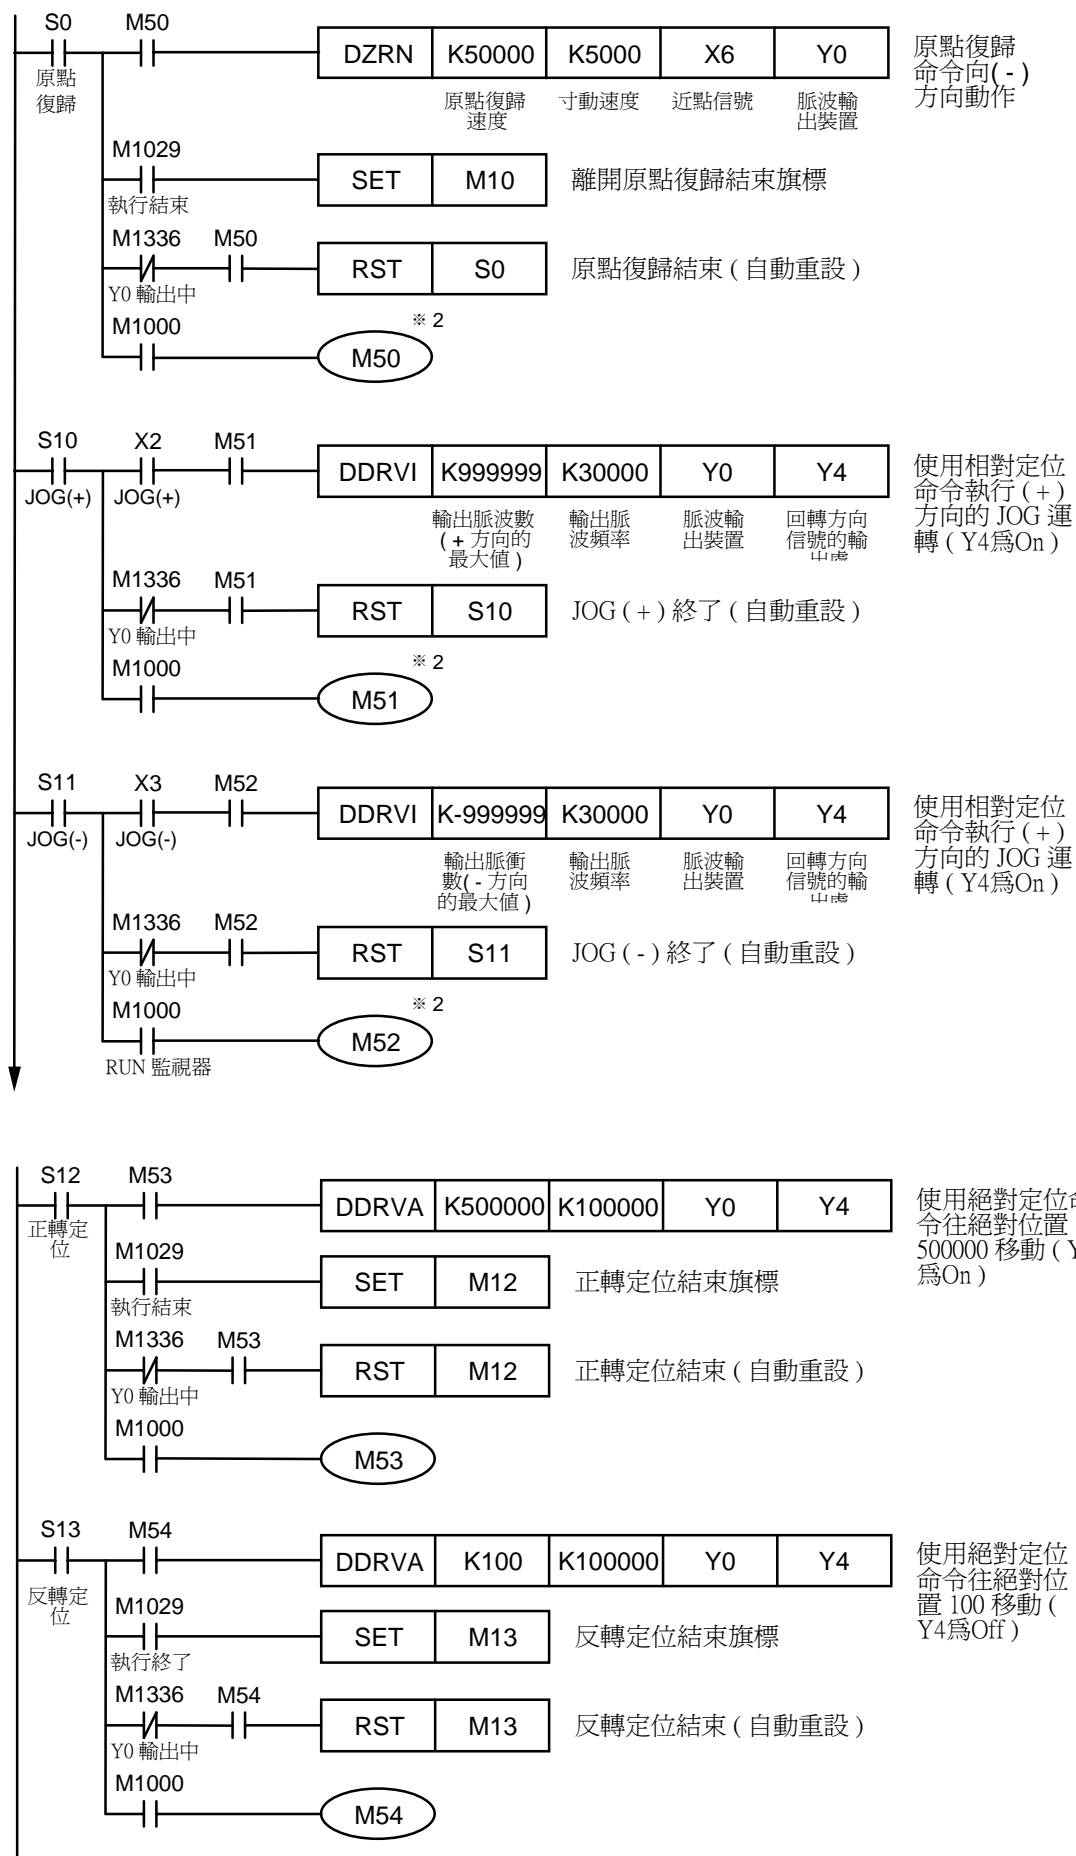 S0 M50
DZRN K50000 K5000 X6 Y0
原點
復歸
原點復歸
速度
寸動速度
近點信號
脈波輸
出裝置
原點復歸
命令向( - )
方向動作
M1029
執行結束
SET M10
離開原點復歸結束旗標
M1336 M50
Y0 輸出中
RST S0
原點復歸結束 ( 自動重設 )
M1000
※ 2
M50
S10 X2 M51
JOG(+) JOG(+)
DDRVI K999999 K30000 Y0 Y4
輸出脈波數
( + 方向的
最大値 )
輸出脈
波頻率
脈波輸
出裝置
回轉方向
信號的輸
使用相對定位
命令執行 ( + )
方向的 JOG 運
轉 ( Y4爲On )
M1336 M51
Y0 輸出中
RST S10
JOG ( + ) 終了 ( 自動重設 )
M1000
※ 2
M51
S11 X3 M52
JOG(-) JOG(-)
DDRVI K-999999 K30000 Y0 Y4
輸出脈衝
數( - 方向
的最大値 )
輸出脈
波頻率
脈波輸
出裝置
回轉方向
信號的輸
使用相對定位
命令執行 ( + )
方向的 JOG 運
轉 ( Y4爲On )
M1336 M52
Y0 輸出中
RST S11
JOG ( - ) 終了 ( 自動重設 )
M1000
※ 2
RUN 監視器
M52
S12 M53
正轉定
位
DDRVA K500000 K100000 Y0 Y4
使用絕對定位
令往絕對位置
500000 移動 ( Y
爲On )
M1029
執行結束
SET M12
正轉定位結束旗標
M1336 M53
Y0 輸出中
RST M12
正轉定位結束 ( 自動重設 )
M1000
M53
S13 M54
反轉定
位
DDRVA K100 K100000 Y0 Y4
使用絕對定位
命令往絕對位
置 100 移動 (
Y4爲Off )
M1029
執行終了
SET M13
反轉定位結束旗標
M1336 M54
Y0 輸出中
RST M13
反轉定位結束 ( 自動重設 )
M1000
M54